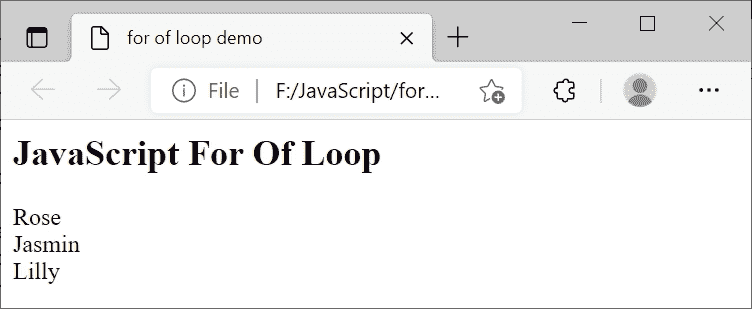 for of loop demo
File | F:/JavaScript/for...
JavaScript For Of Loop
Rose
Jasmin
Lilly